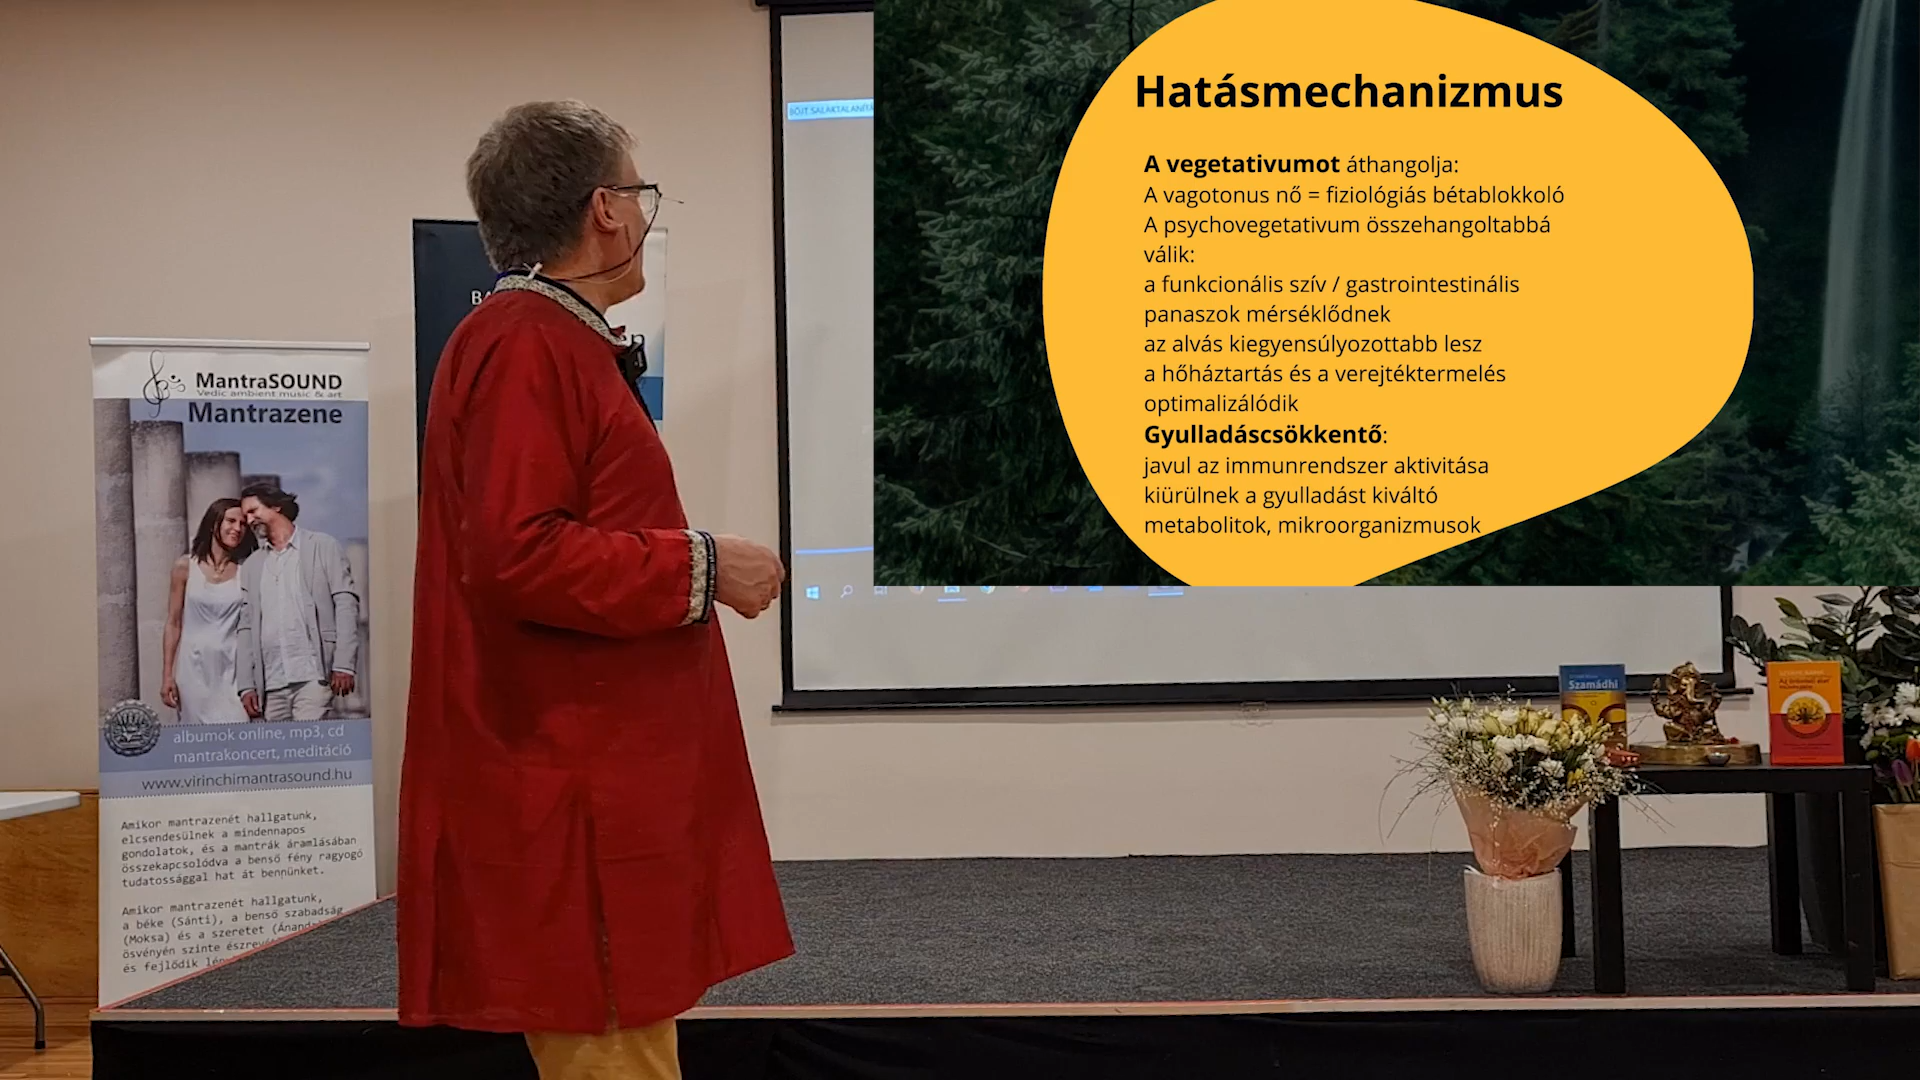 Hatásmechanizmus
A vegetativumot áthangolja:
A vagotonus nő = fiziológiás bétablokkoló
A psychovegetativum összehangoltabbá
válik:
a funkcionális szív / gastrointestinális
panaszok mérséklődnek
az alvás kiegyensúlyozottabb lesz
a hőháztartás és a verejtéktermelés
optimalizálódik
Gyulladáscsökkentő:
javul az immunrendszer aktivitása
kiürülnek a gyulladást kiváltó
metabolitok, mikroorganizmusok
MantraSOUND
Vedic ambient music & art
Mantrazene
albumok online, mp3, cd
mantrakoncert, meditáció
www.virinchimantrasound.hu
Amikor mantrazenét hallgatunk,
elcsendesülnek a mindennapos
gondolatok, és a mantrák áramlásában
összekapcsolódva a benső fény ragyogó
tudatossággal hat át bennünket.
Amikor mantrazenét hallgatunk,
a béke (Sánti), a benső szabadság
(Moksa) és a szeretet
ösvényén szinte
és fejlődik
Szamádhi